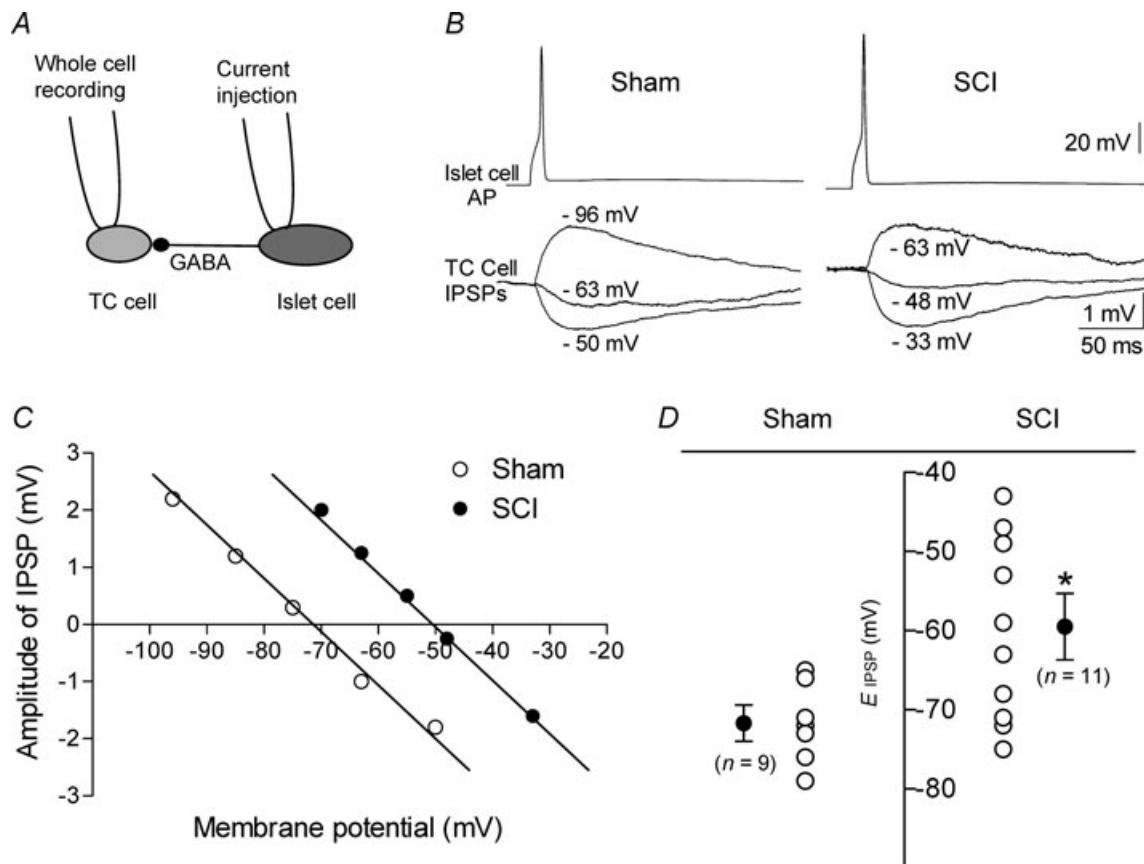 A
Whole cell
recording
Current
injection
GABA
TC cell
Islet cell
B
Sham
SCI
20 mV
Islet cell
AP
- 96 mV
- 63 mV
TC Cell
IPSPs
- 63 mV
- 48 mV
- 50 mV
- 33 mV
1 mV
50 ms
C
Sham
SCI
Amplitude of IPSP (mV)
3
2
1
0
-1
-2
-3
-100 -90 -80 -70 -60 -50 -40 -30 -20
Membrane potential (mV)
D
Sham
SCI
E IPSP (mV)
-40
-50
-60
-70
-80
*
(n = 9)
(n = 11)